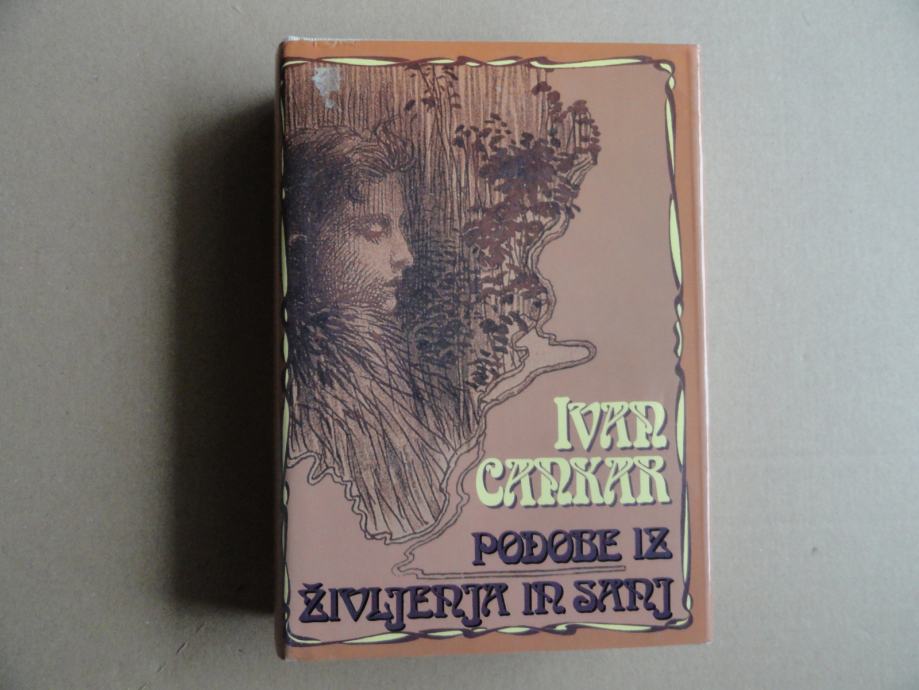 IVAN
CANKAR
PODOBE IZ
ŽIVLJENJA IN SANJ